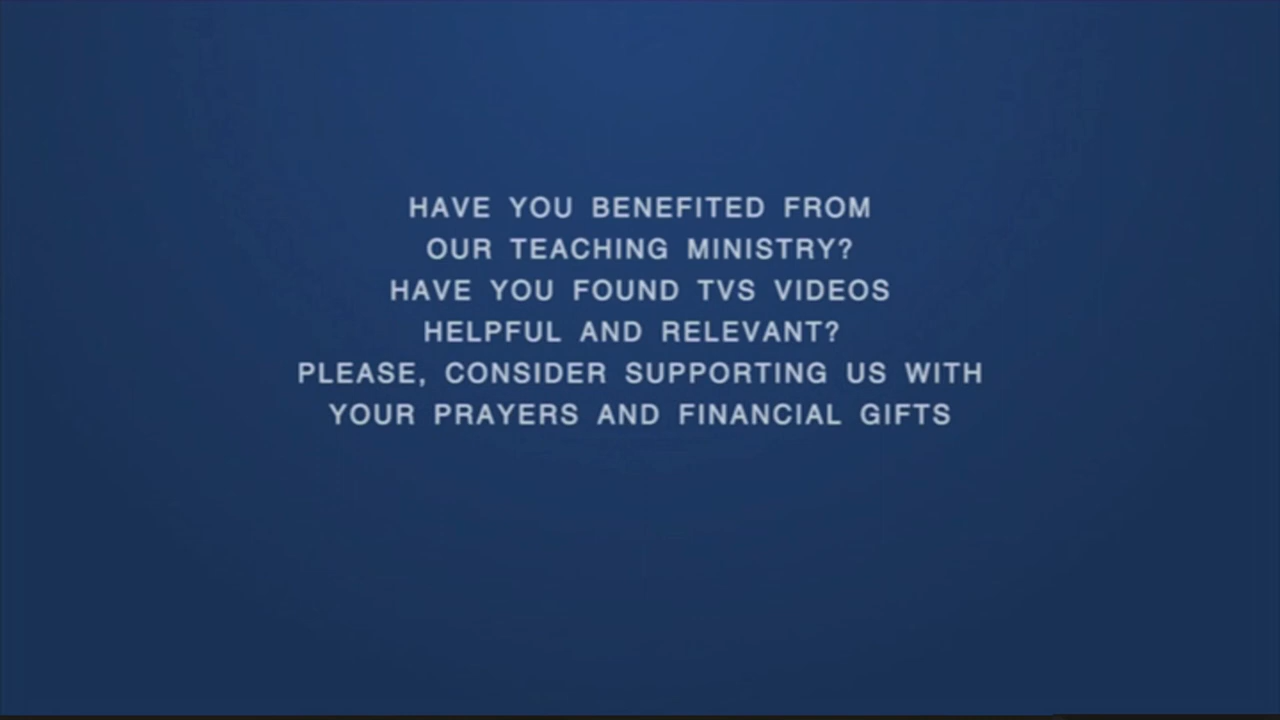 HAVE YOU BENEFITED FROM
OUR TEACHING MINISTRY?
HAVE YOU FOUND TVS VIDEOS
HELPFUL AND RELEVANT?
PLEASE, CONSIDER SUPPORTING US WITH
YOUR PRAYERS AND FINANCIAL GIFTS